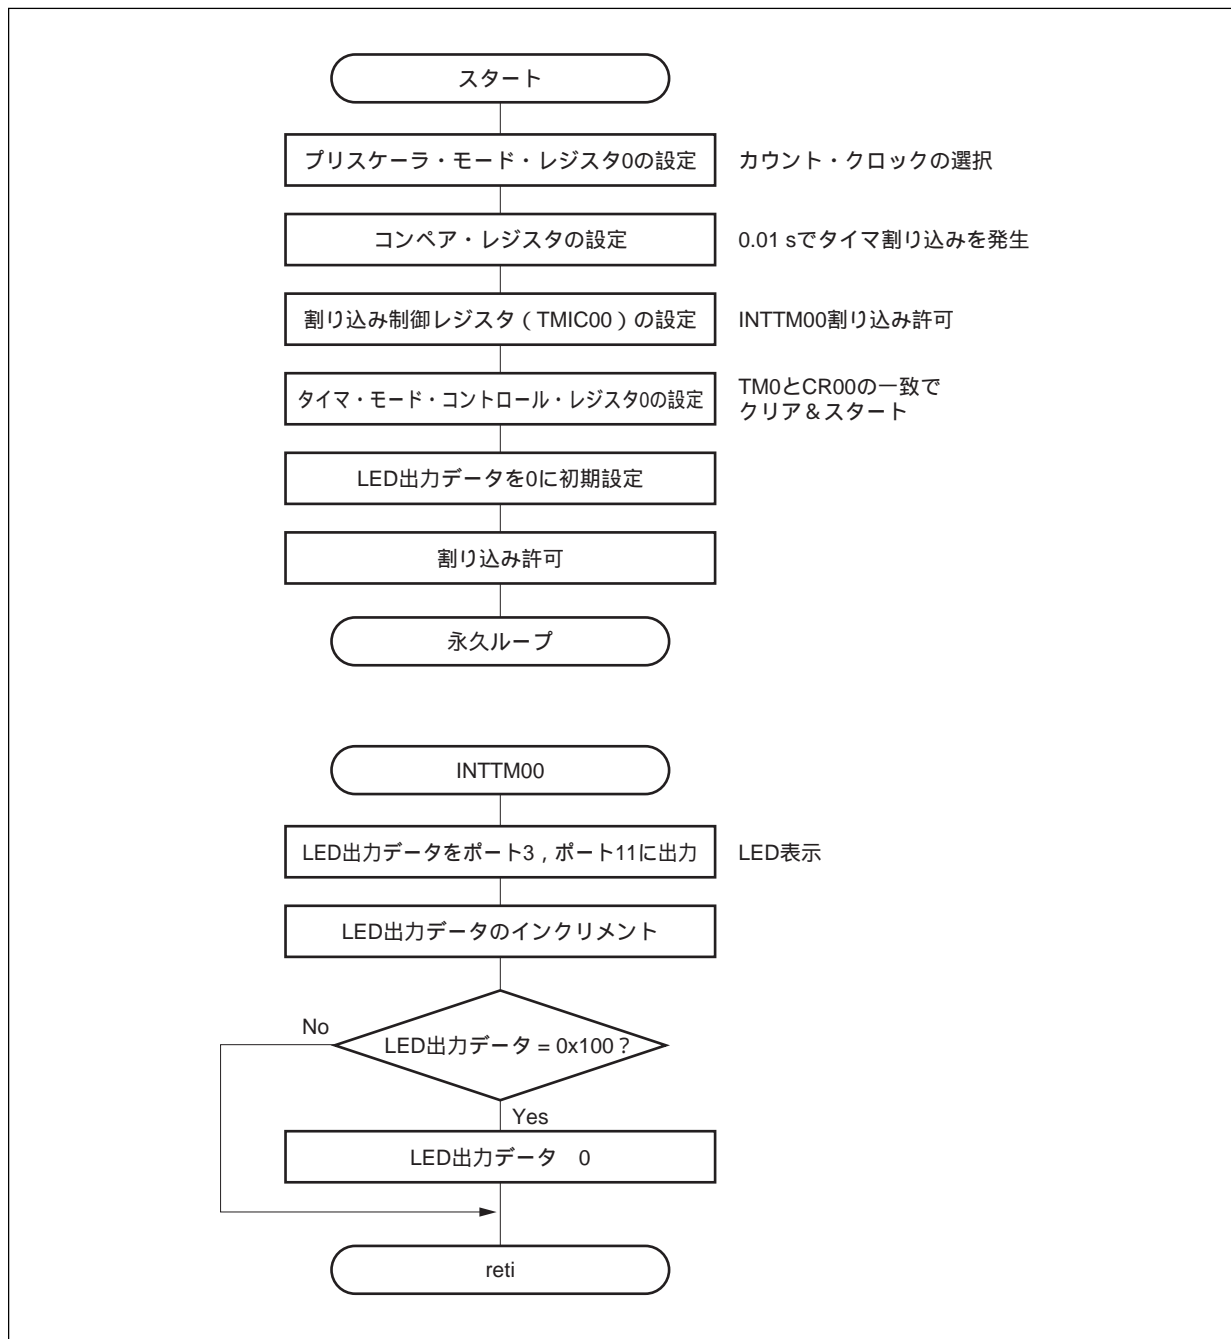 スタート
プリスケーラ・モード・レジスタ0の設定
カウント・クロックの選択
コンペア・レジスタの設定
0.01 sでタイマ割り込みを発生
割り込み制御レジスタ（TMIC00）の設定
INTTM00割り込み許可
タイマ・モード・コントロール・レジスタ0の設定
TM0とCR00の一致で
クリア＆スタート
LED出力データを0に初期設定
割り込み許可
永久ループ
INTTM00
LED出力データをポート3，ポート11に出力
LED表示
LED出力データのインクリメント
No
LED出力データ = 0x100？
Yes
LED出力データ　0
reti